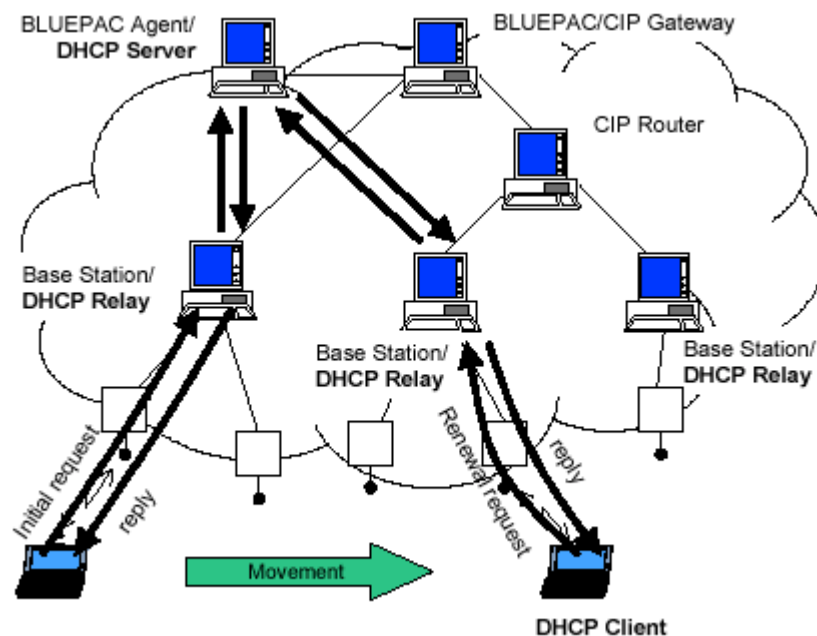 BLUEPAC Agent/
DHCP Server
BLUEPAC/CIP Gateway
CIP Router
Base Station/
DHCP Relay
Base Station/
DHCP Relay
Base Station/
DHCP Relay
Initial request
reply
Renewal request
reply
Movement
DHCP Client